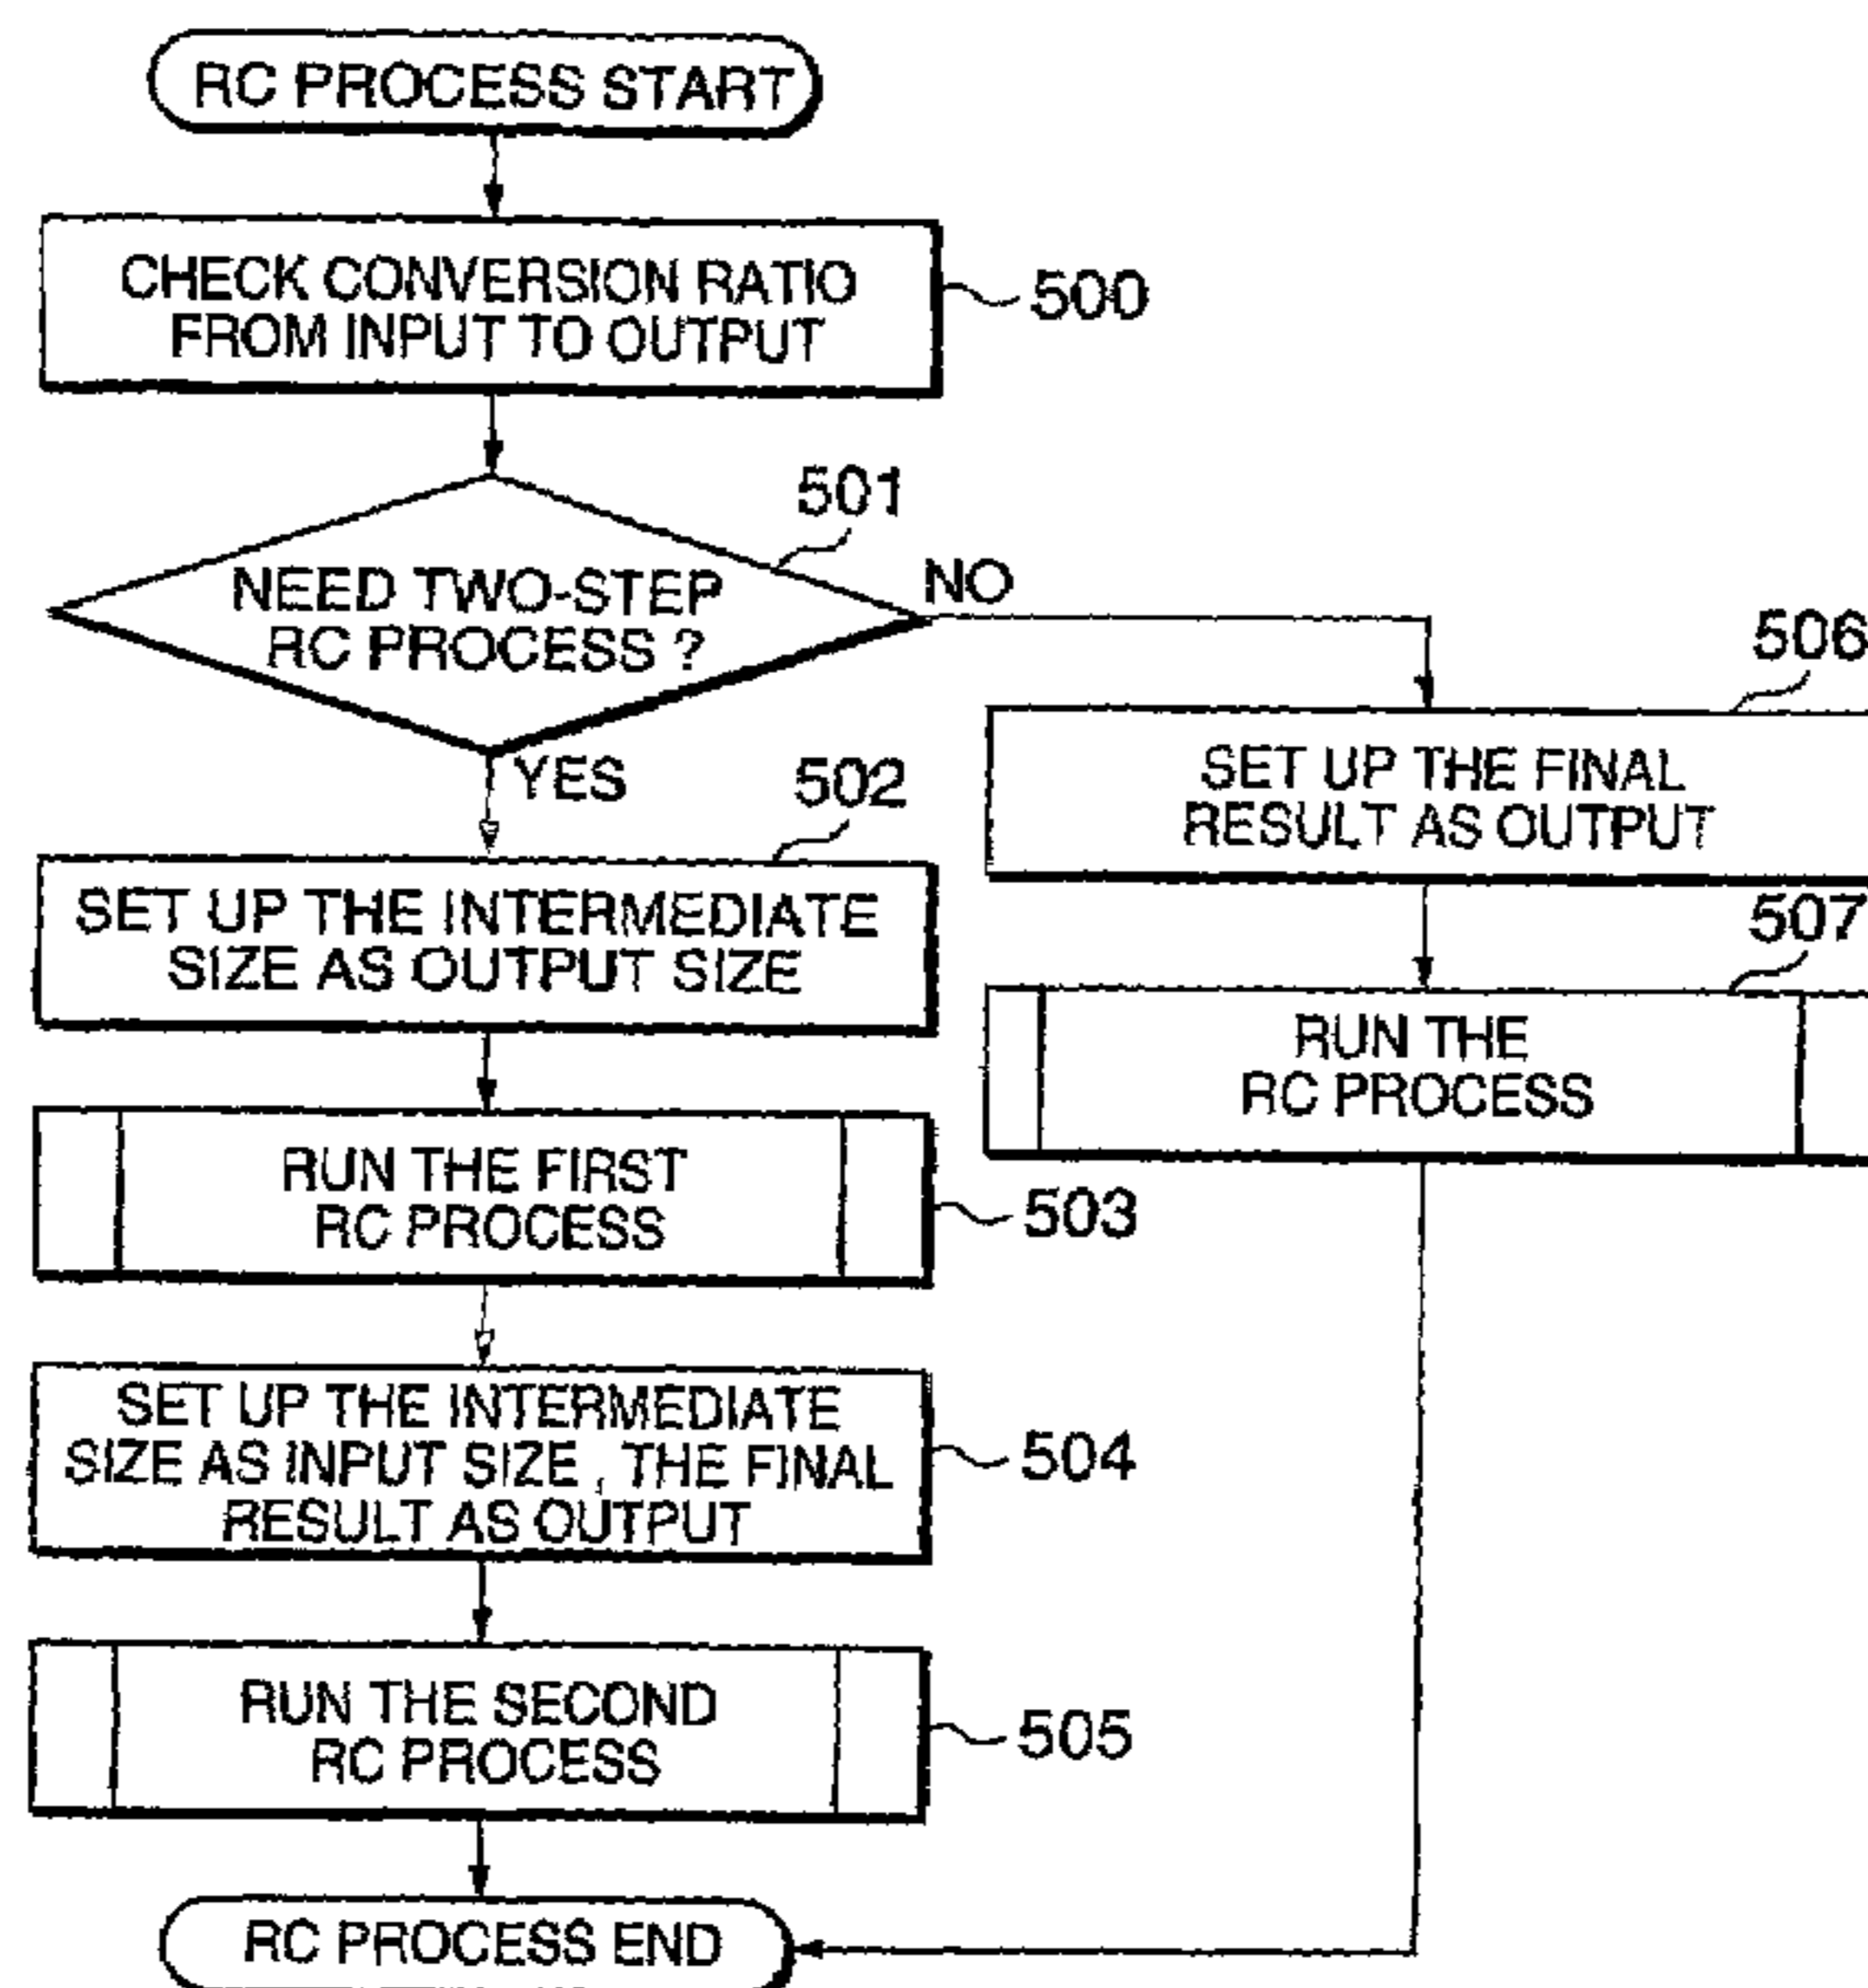 RC PROCESS START
CHECK CONVERSION RATIO
FROM INPUT TO OUTPUT
500
501
NEED TWO-STEP
RC PROCESS ?
NO
YES
502
SET UP THE INTERMEDIATE
SIZE AS OUTPUT SIZE
RUN THE FIRST
RC PROCESS
503
SET UP THE INTERMEDIATE
SIZE AS INPUT SIZE , THE FINAL
RESULT AS OUTPUT
504
RUN THE SECOND
RC PROCESS
505
506
SET UP THE FINAL
RESULT AS OUTPUT
507
RUN THE
RC PROCESS
RC PROCESS END